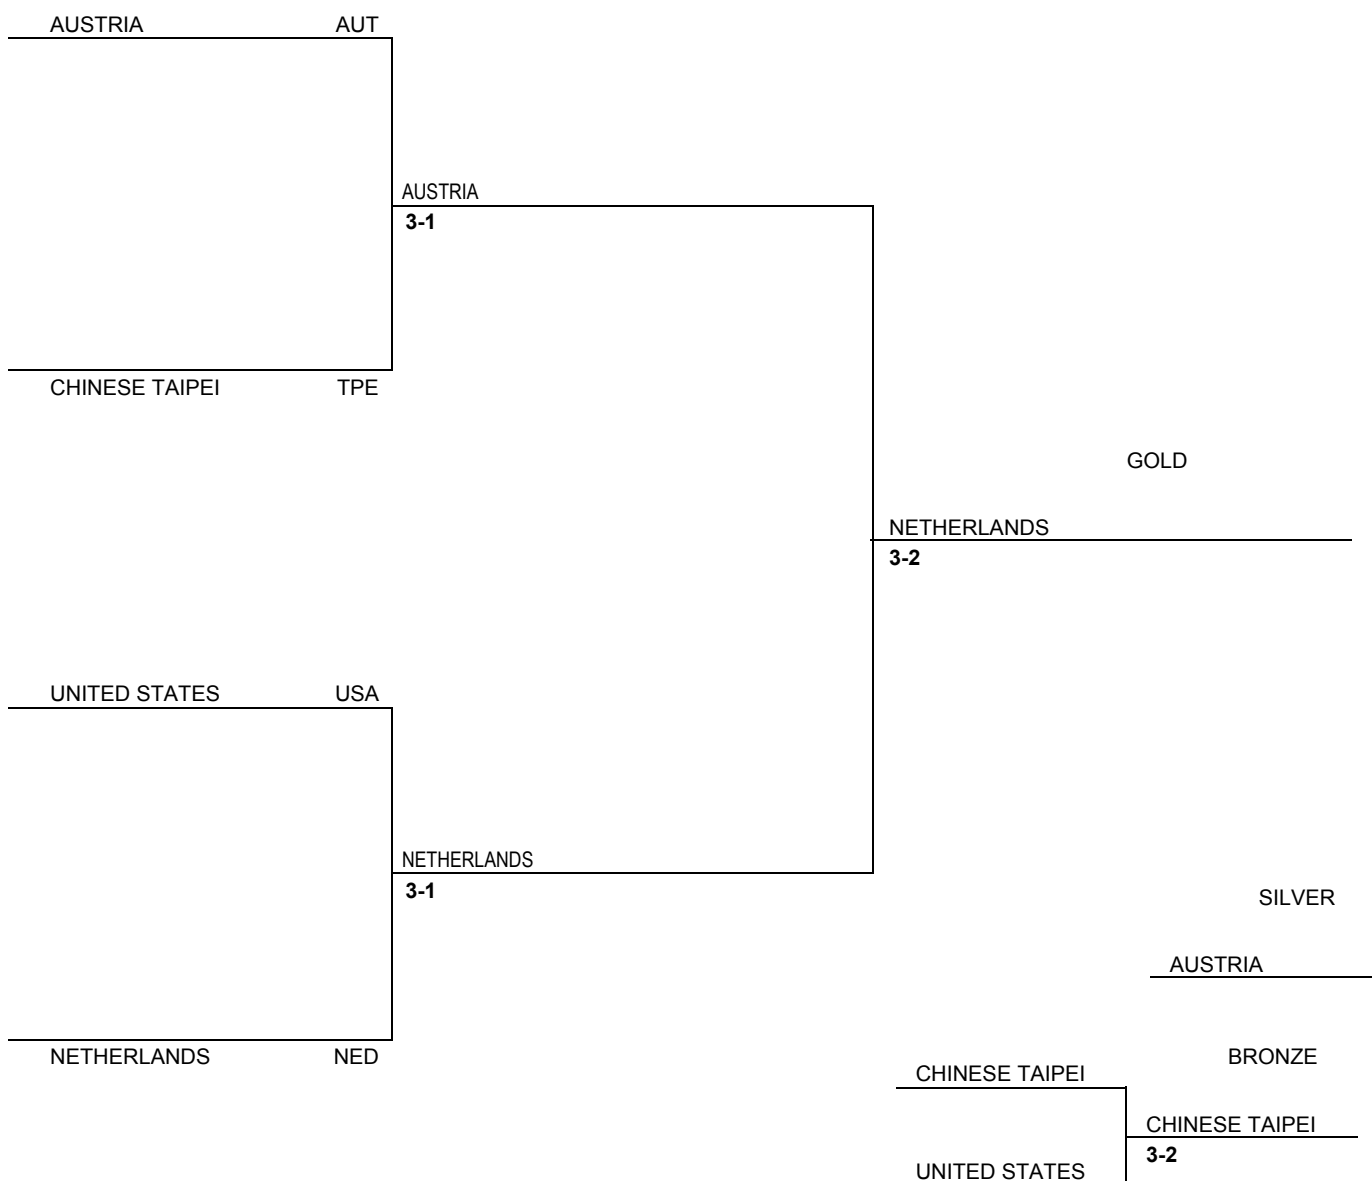 AUSTRIA AUT
AUSTRIA
3-1
CHINESE TAIPEI TPE
GOLD
NETHERLANDS
3-2
UNITED STATES USA
NETHERLANDS
3-1
SILVER
AUSTRIA
NETHERLANDS NED
BRONZE
CHINESE TAIPEI
CHINESE TAIPEI
3-2
UNITED STATES